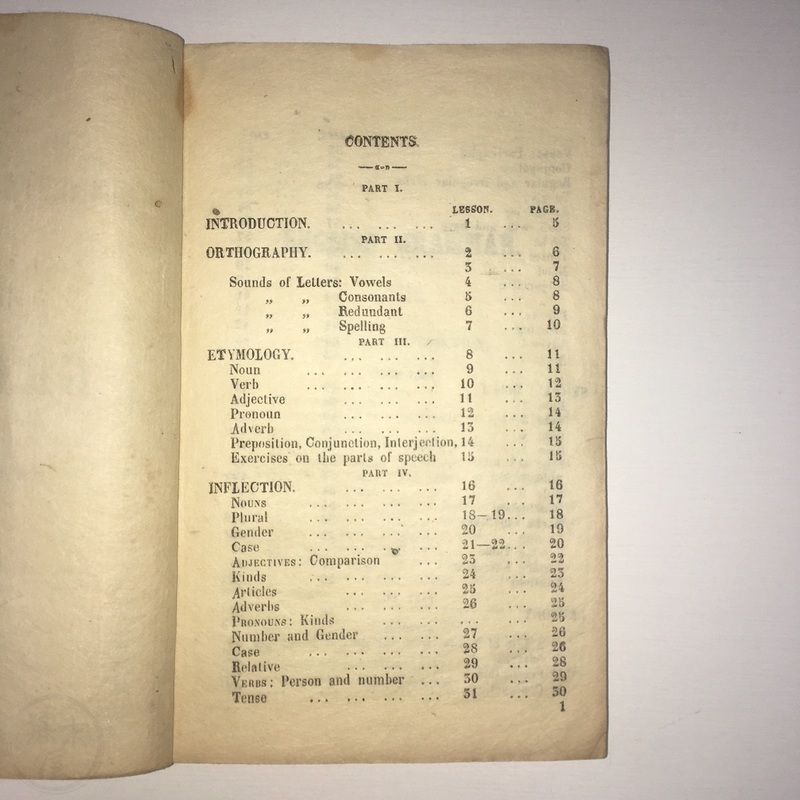 CONTENTS.
PART I.
LESSON. PAGE.
INTRODUCTION. ... ... ... 1 ... 5
PART II.
ORTHOGRAPHY. ... ... ... 2 ... 6
3 ... 7
Sounds of Letters: Vowels 4 ... 8
„ „ Consonants 5 ... 8
„ „ Redundant 6 ... 9
„ „ Spelling 7 ... 10
PART III.
ETYMOLOGY. ... ... ... 8 ... 11
Noun ... ... ... ... 9 ... 11
Verb ... ... ... ... 10 ... 12
Adjective ... ... ... 11 ... 13
Pronoun ... ... ... 12 ... 14
Adverb ... ... ... 13 ... 14
Preposition, Conjunction, Interjection, 14 ... 15
Exercises on the parts of speech 15 ... 15
PART IV.
INFLECTION. ... ... ... 16 ... 16
NOUNS ... ... ... ... 17 ... 17
Plural ... ... ... ... 18—19... 18
Gender ... ... ... ... 20 ... 19
Case ... ... ... ... 21—22... 20
ADJECTIVES: Comparison ... 23 ... 22
Kinds ... ... ... ... 24 ... 23
Articles ... ... ... 25 ... 24
Adverbs ... ... ... 26 ... 25
PRONOUNS: Kinds ... ... ... ... 25
Number and Gender ... ... 27 ... 26
Case ... ... ... ... 28 ... 26
Relative ... ... ... 29 ... 28
VERBS: Person and number ... 30 ... 29
Tense ... ... ... ... 31 ... 30
1